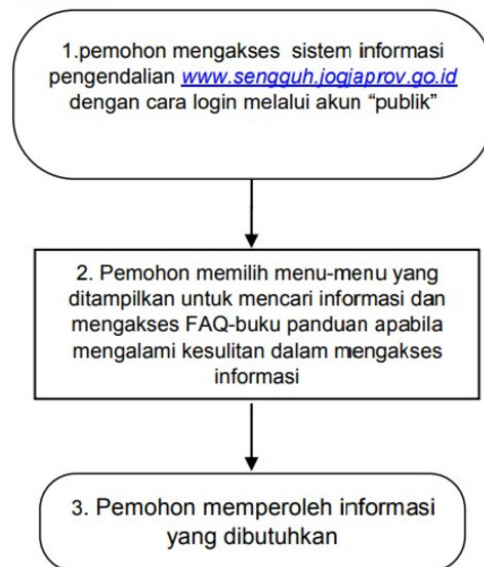 1.pemohon mengakses sistem informasi
pengendalian www.sengguh.jogjaprov.go.id
dengan cara login melalui akun “publik”
2. Pemohon memilih menu-menu yang
ditampilkan untuk mencari informasi dan
mengakses FAQ-buku panduan apabila
mengalami kesulitan dalam mengakses
informasi
3. Pemohon memperoleh informasi
yang dibutuhkan